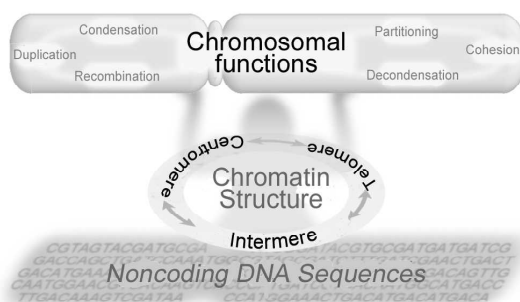 Condensation
Duplication
Recombination
Chromosomal
functions
Partitioning
Cohesion
Decondensation
Centromere
Telomere
Chromatin
Structure
Intermere
Noncoding DNA Sequences